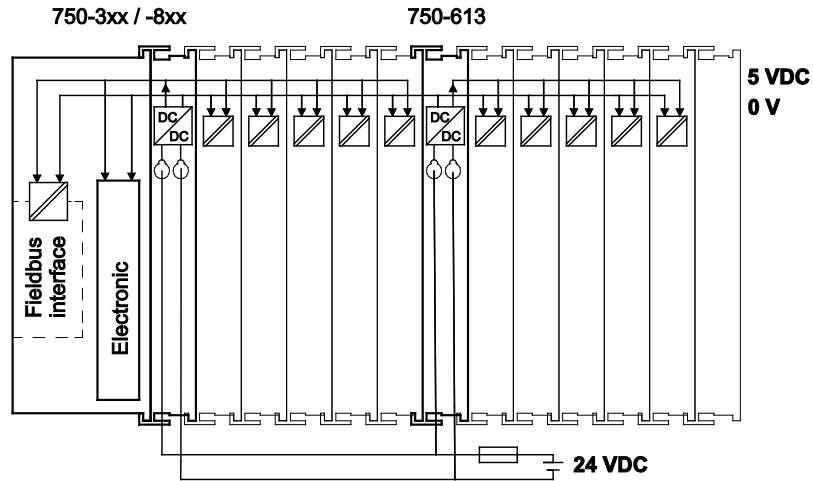 750-3xx / -8xx
750-613
5 VDC
0 V
DC
DC
DC
DC
Fieldbus
interface
Electronic
24 VDC